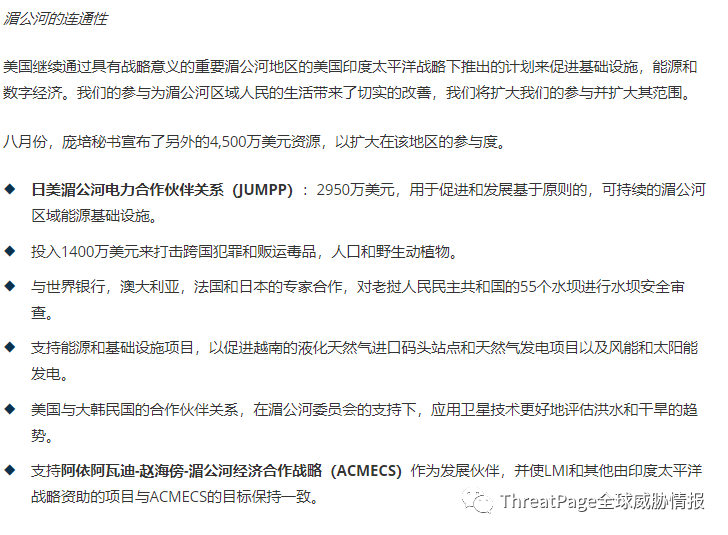 湄公河的连通性
美国继续通过具有战略意义的重要湄公河地区的美国印度太平洋战略下推出的计划来促进基础设施，能源和
数字经济。我们的参与为湄公河区域人民的生活带来了切实的改善，我们将扩大我们的参与并扩大其范围。
八月份，庞培秘书宣布了另外的4,500万美元资源，以扩大在该地区的参与度。
◆ 日美湄公河电力合作伙伴关系（JUMPP）：2950万美元，用于促进和发展基于原则的，可持续的湄公河
区域能源基础设施。
◆ 投入1400万美元来打击跨国犯罪和贩运毒品，人口和野生动植物。
◆ 与世界银行，澳大利亚，法国和日本的专家合作，对老挝人民民主共和国的55个水坝进行水坝安全审
查。
◆ 支持能源和基础设施项目，以促进越南的液化天然气进口码头站点和天然气发电项目以及风能和太阳能
发电。
◆ 美国与大韩民国的合作伙伴关系，在湄公河委员会的支持下，应用卫星技术更好地评估洪水和干旱的趋
势。
◆ 支持阿依阿瓦迪-赵海傍-湄公河经济合作战略（ACMECS）作为发展伙伴，并使LMI和其他由印度太平洋
战略资助的项目与ACMECS的目标保持一致。
ThreatPage全球威胁情报